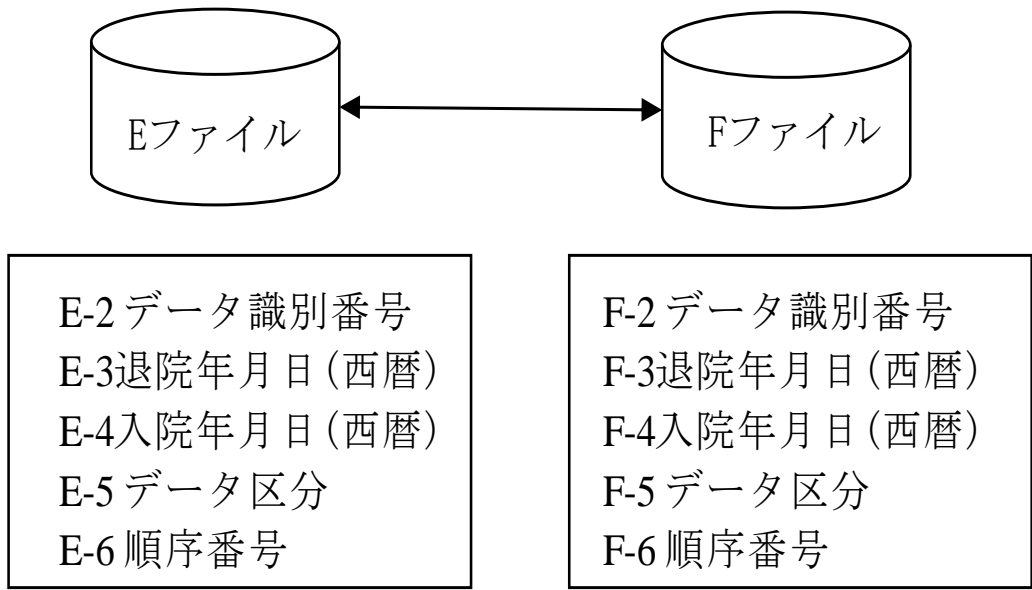 Eファイル
Fファイル
E-2データ識別番号
E-3退院年月日(西暦)
E-4入院年月日(西暦)
E-5データ区分
E-6順序番号
F-2データ識別番号
F-3退院年月日(西暦)
F-4入院年月日(西暦)
F-5データ区分
F-6順序番号